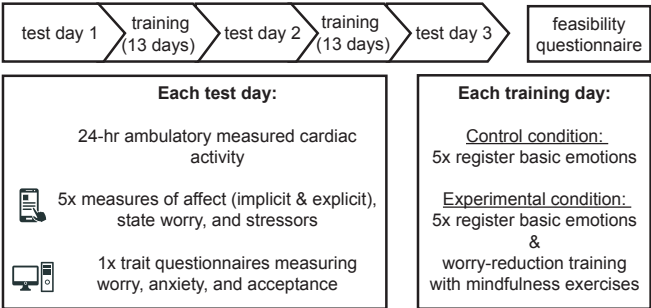 test day 1
training
(13 days)
test day 2
training
(13 days)
test day 3
feasibility
questionnaire
Each test day:
24-hr ambulatory measured cardiac
activity
5x measures of affect (implicit & explicit),
state worry, and stressors
1x trait questionnaires measuring
worry, anxiety, and acceptance
Each training day:
Control condition:
5x register basic emotions
Experimental condition:
5x register basic emotions
&
worry-reduction training
with mindfulness exercises